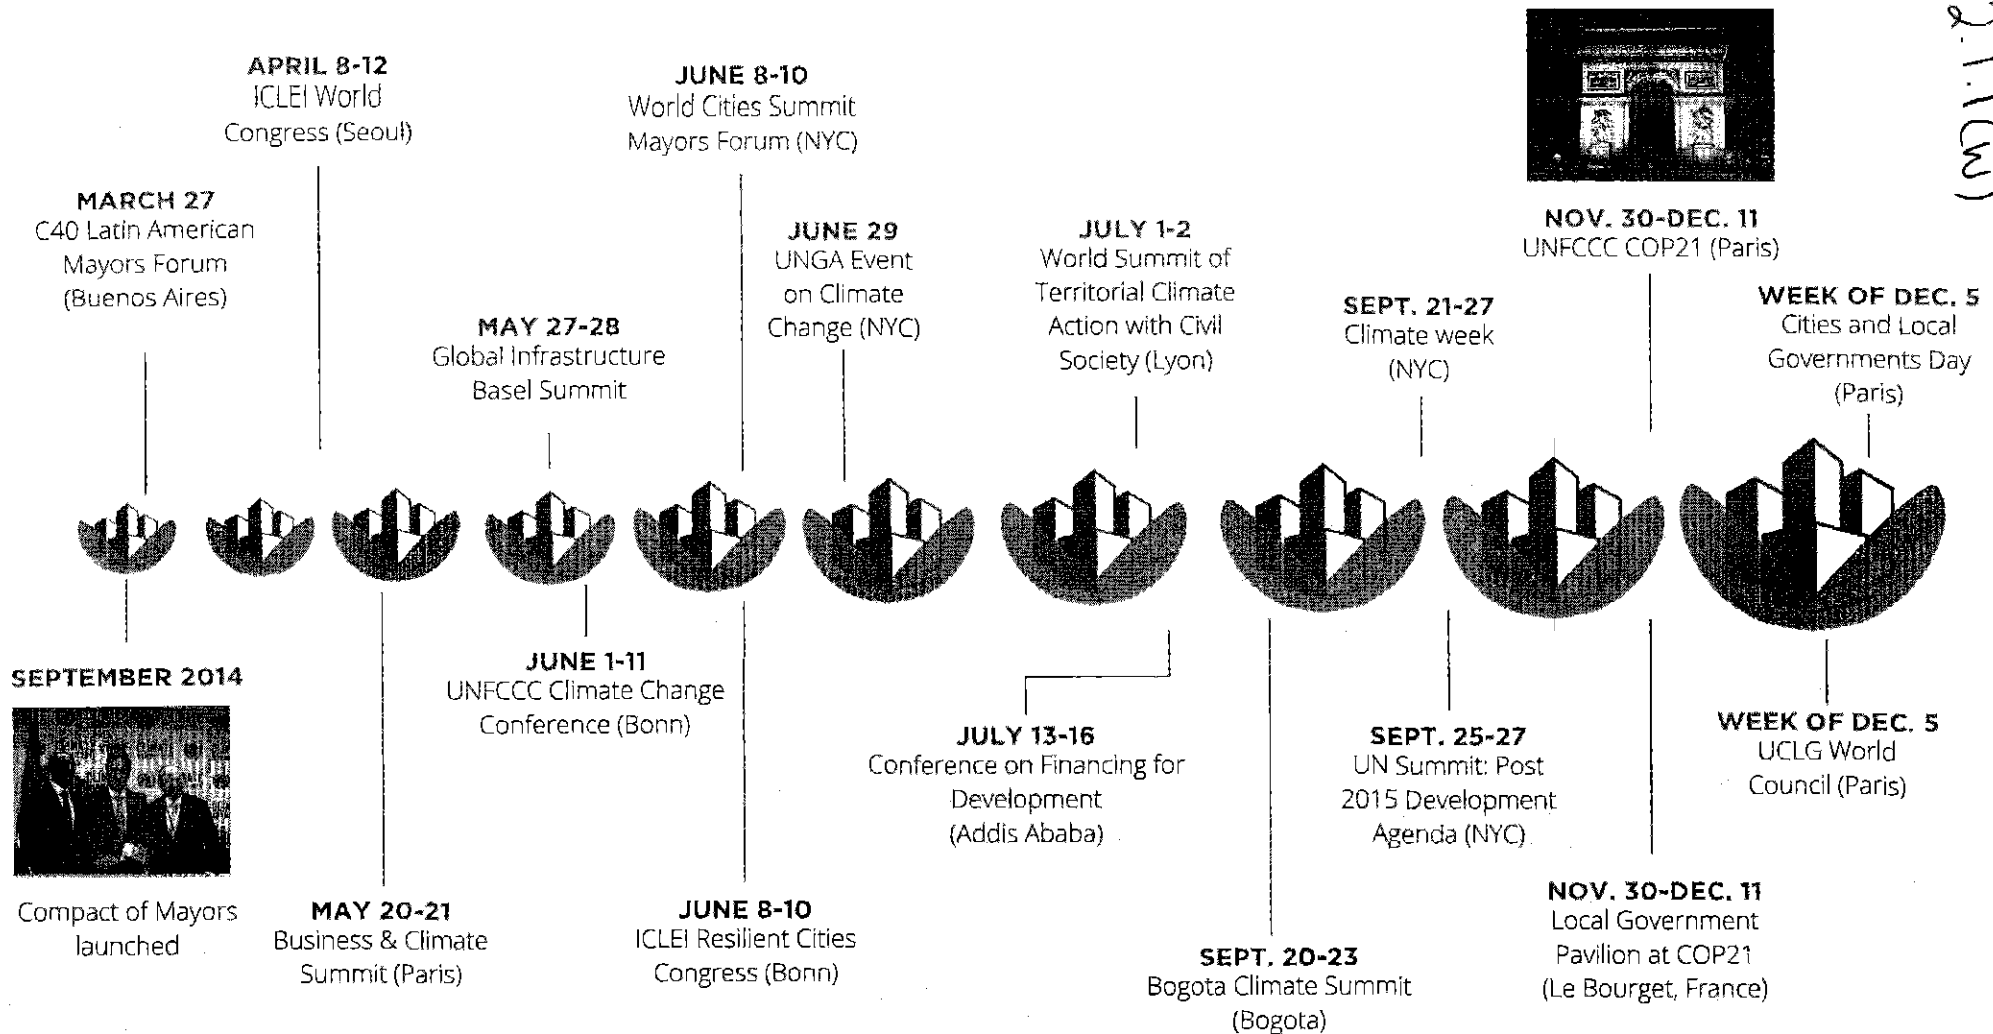 APRIL 8-12
ICLEI World
Congress (Seoul)
JUNE 8-10
World Cities Summit
Mayors Forum (NYC)
MARCH 27
C40 Latin American
Mayors Forum
(Buenos Aires)
JUNE 29
UNGA Event
on Climate
Change (NYC)
JULY 1-2
World Summit of
Territorial Climate
Action with Civil
Society (Lyon)
NOV. 30-DEC. 11
UNFCCC COP21 (Paris)
MAY 27-28
Global Infrastructure
Basel Summit
SEPT. 21-27
Climate week
(NYC)
WEEK OF DEC. 5
Cities and Local
Governments Day
(Paris)
SEPTEMBER 2014
Compact of Mayors
launched
MAY 20-21
Business & Climate
Summit (Paris)
JUNE 1-11
UNFCCC Climate Change
Conference (Bonn)
JUNE 8-10
ICLEI Resilient Cities
Congress (Bonn)
JULY 13-16
Conference on Financing for
Development
(Addis Ababa)
SEPT. 20-23
Bogota Climate Summit
(Bogota)
SEPT. 25-27
UN Summit: Post
2015 Development
Agenda (NYC)
NOV. 30-DEC. 11
Local Government
Pavilion at COP21
(Le Bourget, France)
WEEK OF DEC. 5
UCLG World
Council (Paris)